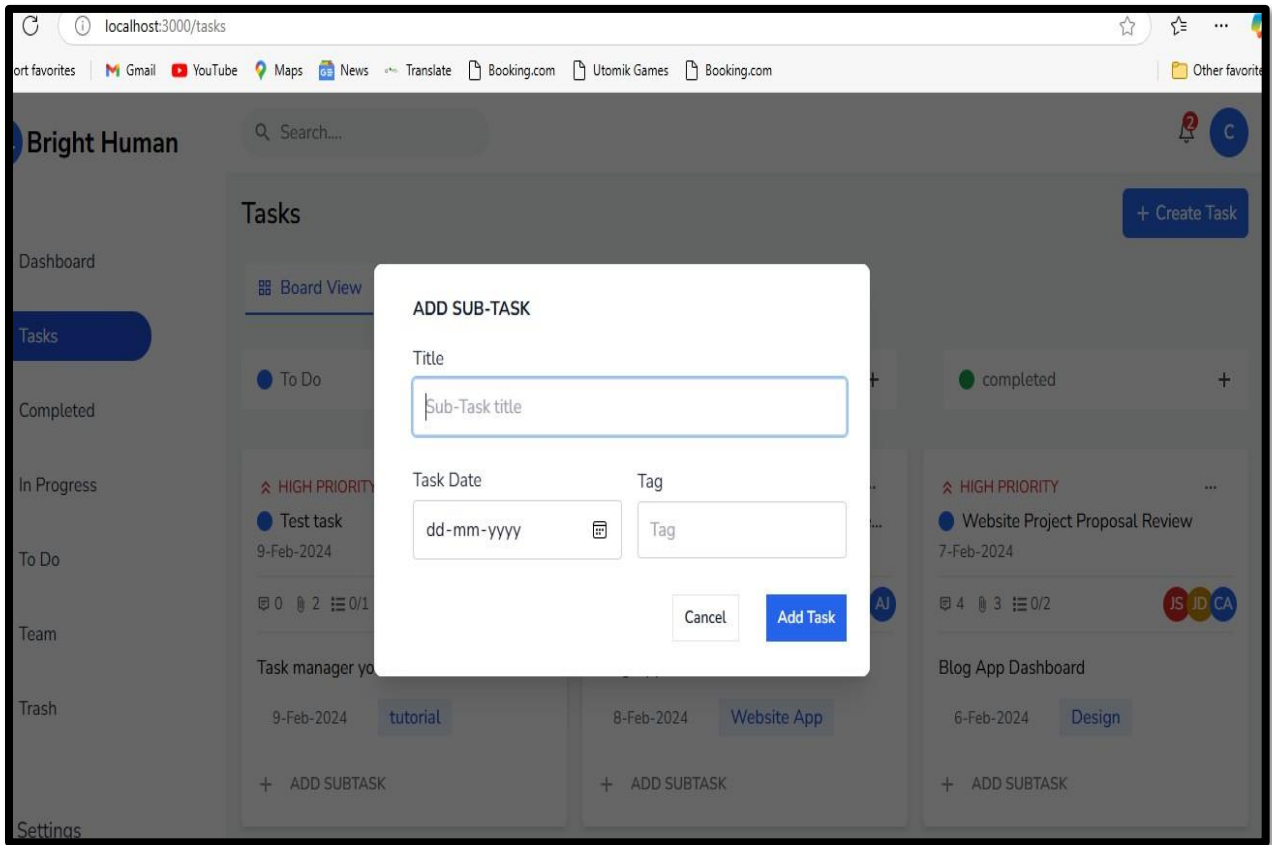 localhost:3000/tasks
ort favorites Gmail YouTube Maps News Translate Booking.com Utomik Games Booking.com Other favorite
Bright Human
Search....
2
C
Tasks
+ Create Task
Dashboard
Board View
ADD SUB-TASK
Tasks
Title
To Do
Sub-Task title
+
completed
+
Completed
In Progress
HIGH PRIORITY
Task Date
Tag
...
HIGH PRIORITY
...
Test task
dd-mm-yyyy
Tag
...
Website Project Proposal Review
9-Feb-2024
7-Feb-2024
To Do
0 2 0/1
Cancel
Add Task
AJ
4 3 0/2
JS JD CA
Team
Task manager yo
Blog App Dashboard
Trash
9-Feb-2024 tutorial
8-Feb-2024 Website App
6-Feb-2024 Design
+ ADD SUBTASK
+ ADD SUBTASK
+ ADD SUBTASK
Settings